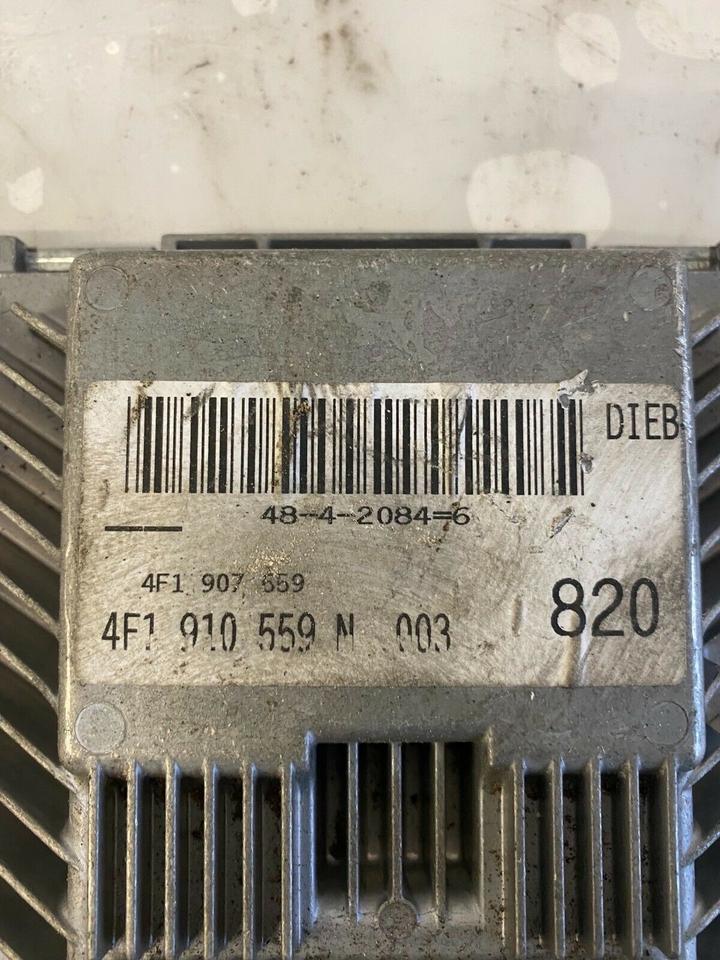 DIEB
48-4-2084=6
4F1 907 559
4F1 910 559 N 003
820